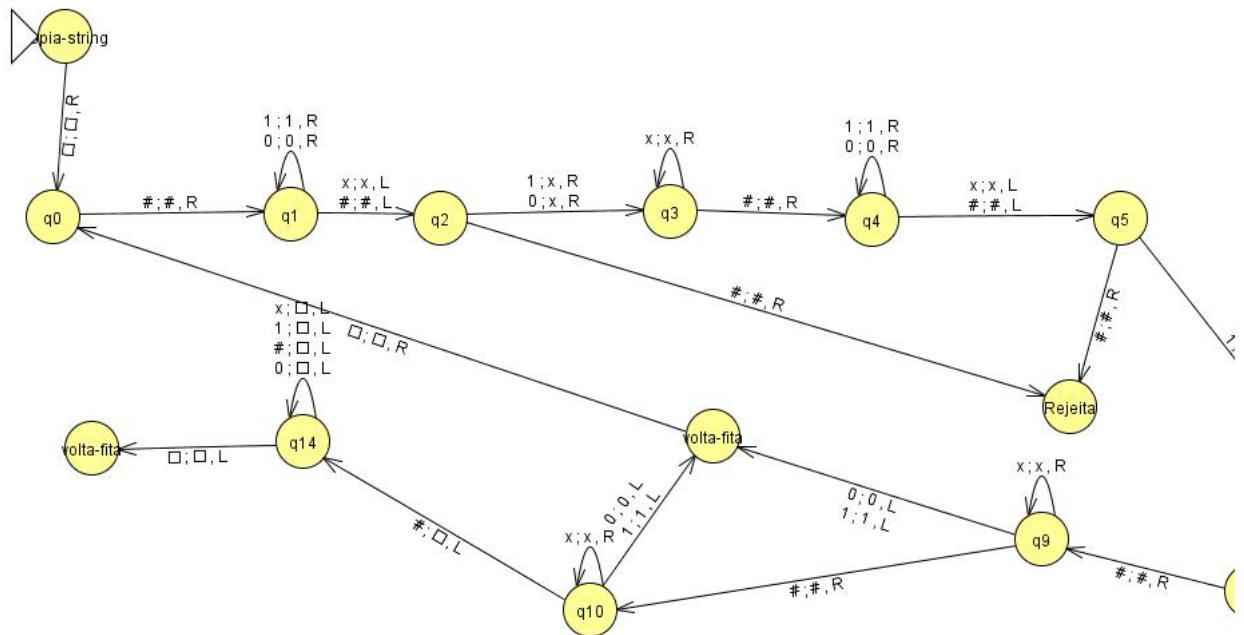 pia-string
□;□,R
1;1,R
0;0,R
x;x,L
#;#,L
1;x,R
0;x,R
x;x,R
1;1,R
0;0,R
x;x,L
#;#,L
q0
#;#,R
q1
q2
q3
#;#,R
q4
q5
#;#,R
#;#,R
x;□,L
1;□,L
#;□,L
0;□,L
□;□,R
Rejeita
volta-fita
□;□,L
q14
volta-fita
0;0,L
1;1,L
x;x,R
q9
#;#,R
#;□,L
0;0,L
1;1,L
x;x,R
q10
#;#,R